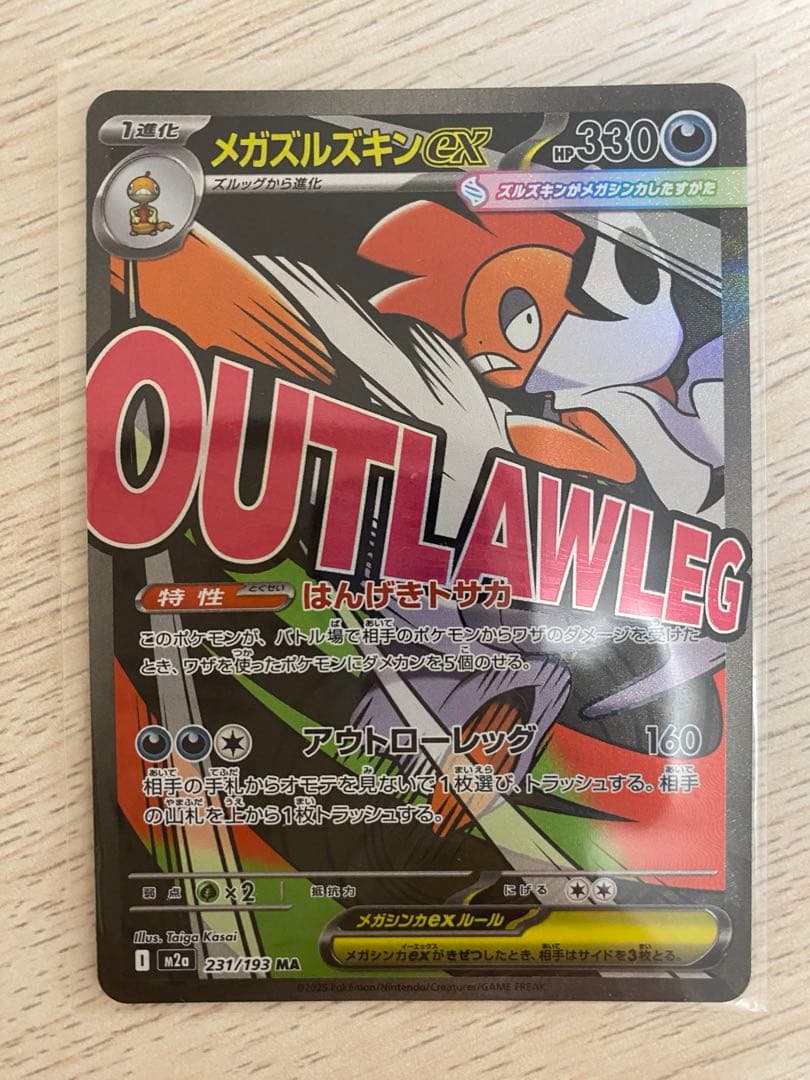 1進化
メガズルズキンex
HP330
ズルッグから進化
ズルズキンがメガシンカしたすがた
OUTLAW LEG
特性 とくせい はんげきトサカ
このポケモンが、バトル場で相手のポケモンからワザのダメージを受けた
とき、ワザを使ったポケモンにダメカンを5個のせる。
アウトローレッグ 160
相手の手札からオモテを見ないで1枚選び、トラッシュする。相手
の山札を上から1枚トラッシュする。
弱点 ×2 抵抗力 にげる
メガシンカexルール
メガシンカexがきぜつしたとき、相手はサイドを3枚とる。
Illus. Taiga Kasai
I m2a 231/193 MA
©2025 Pokémon/Nintendo/Creatures/GAME FREAK.